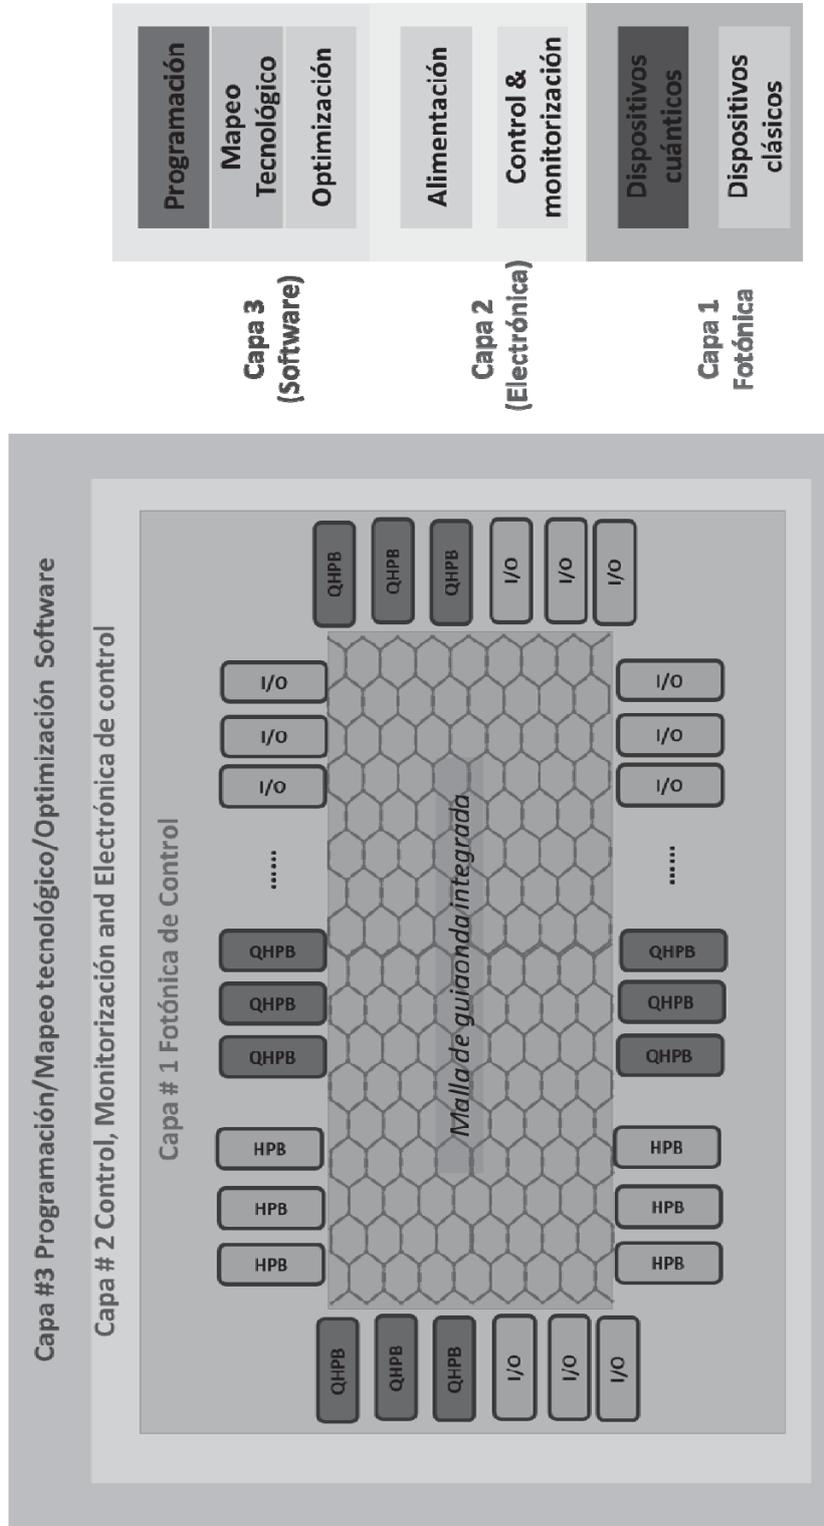 Capa #3 Programación/Mapeo tecnológico/Optimización Software
Capa # 2 Control, Monitorización and Electrónica de control
Capa # 1 Fotónica de Control
QHPB
QHPB
QHPB
I/O
I/O
I/O
HPB
HPB
HPB
QHPB
QHPB
QHPB
......
I/O
I/O
I/O
Malla de guiaonda integrada
HPB
HPB
HPB
QHPB
QHPB
QHPB
......
I/O
I/O
I/O
QHPB
QHPB
QHPB
I/O
I/O
I/O
Capa 3
(Software)
Programación
Mapeo
Tecnológico
Optimización
Capa 2
(Electrónica)
Alimentación
Control &
monitorización
Capa 1
Fotónica
Dispositivos
cuánticos
Dispositivos
clásicos